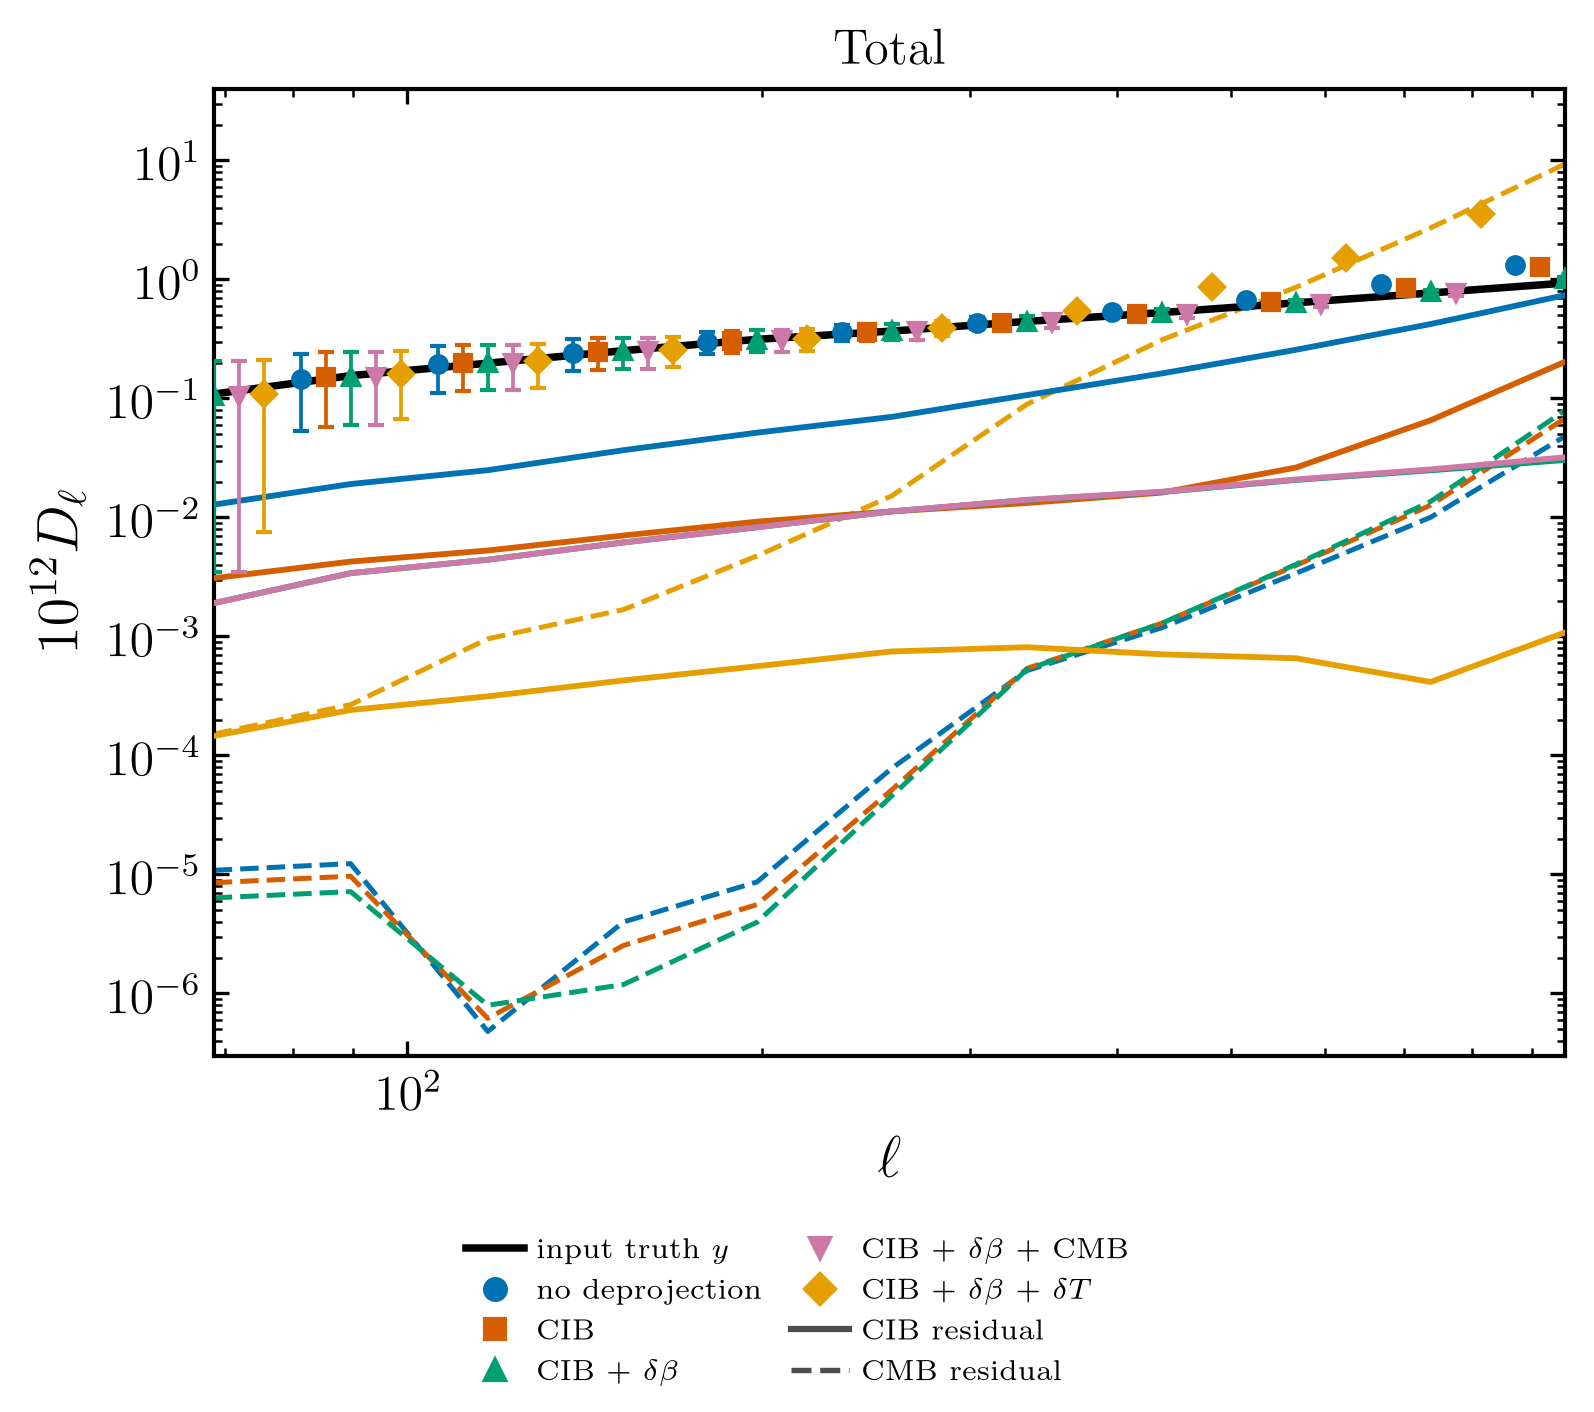 Total
10^1
10^0
10^{-1}
10^{-2}
10^{-3}
10^{-4}
10^{-5}
10^{-6}
10^{12} D_ℓ
10^2
ℓ
input truth y
no deprojection
CIB
CIB + δβ
CIB + δβ + CMB
CIB + δβ + δT
CIB residual
CMB residual